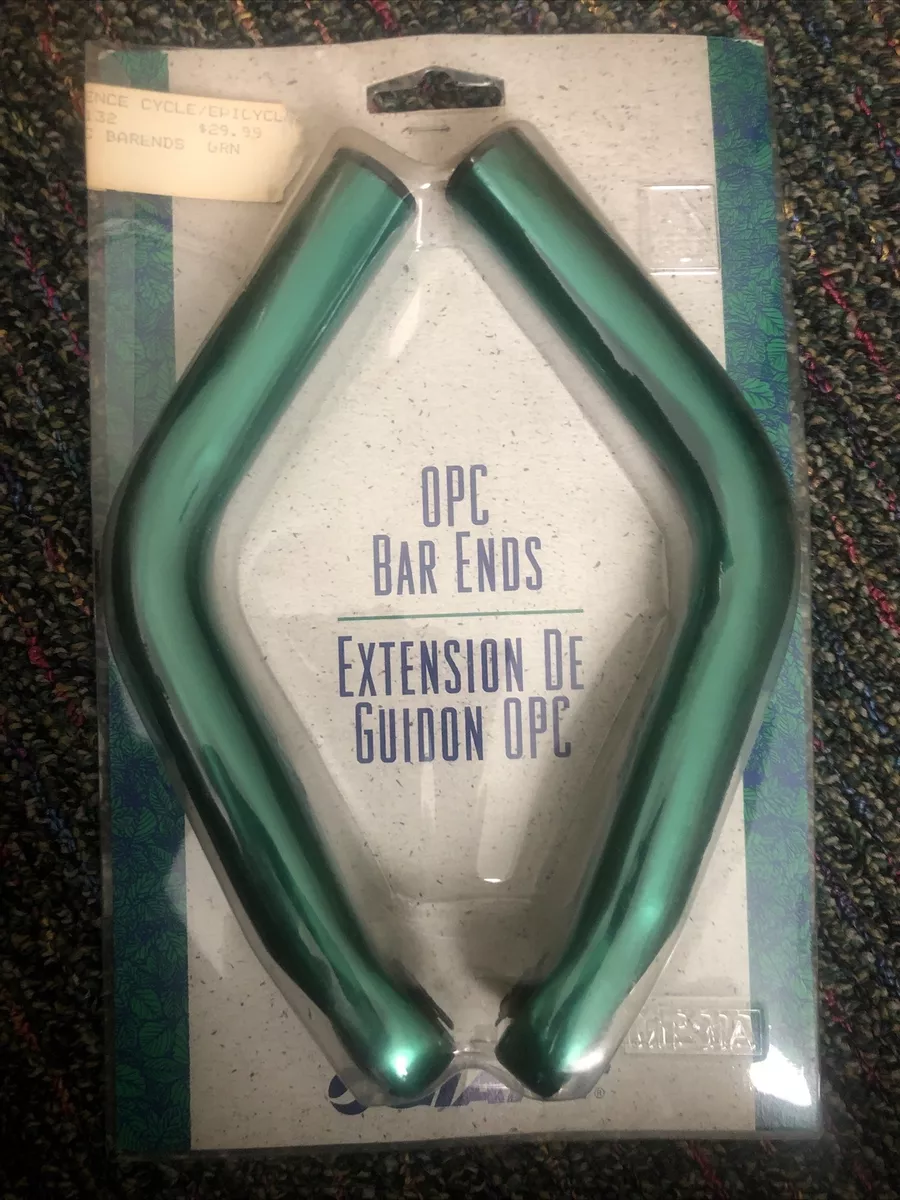 ENCE CYCLE/EPICYCL
132 $29.99
G BARENDS GRN
OPC
BAR ENDS
EXTENSION DE
GUIDON OPC
®